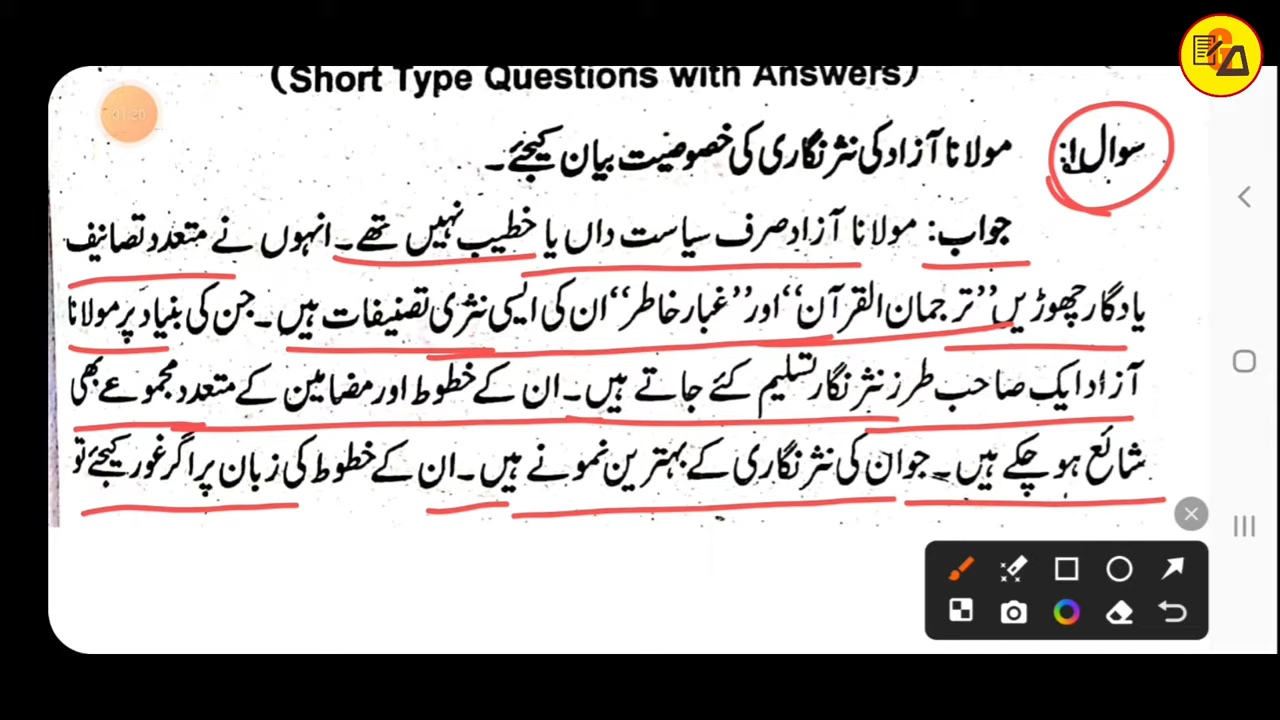 (Short Type Questions with Answers)
01:20
سوال 1: مولانا آزاد کی نثر نگاری کی خصوصیت بیان کیجئے۔
جواب: مولانا آزاد صرف سیاست داں یا خطیب نہیں تھے۔ انہوں نے متعدد تصانیف
یادگار چھوڑیں ’’ترجمان القرآن‘‘ اور ’’غبار خاطر‘‘ ان کی ایسی نثری تصنیفات ہیں۔ جن کی بنیاد پر مولانا
آزاد ایک صاحب طرز نثر نگار تسلیم کئے جاتے ہیں۔ ان کے خطوط اور مضامین کے متعدد مجموعے بھی
شائع ہو چکے ہیں۔ جو ان کی نثر نگاری کے بہترین نمونے ہیں۔ ان کے خطوط کی زبان پر اگر غور کیجئے تو